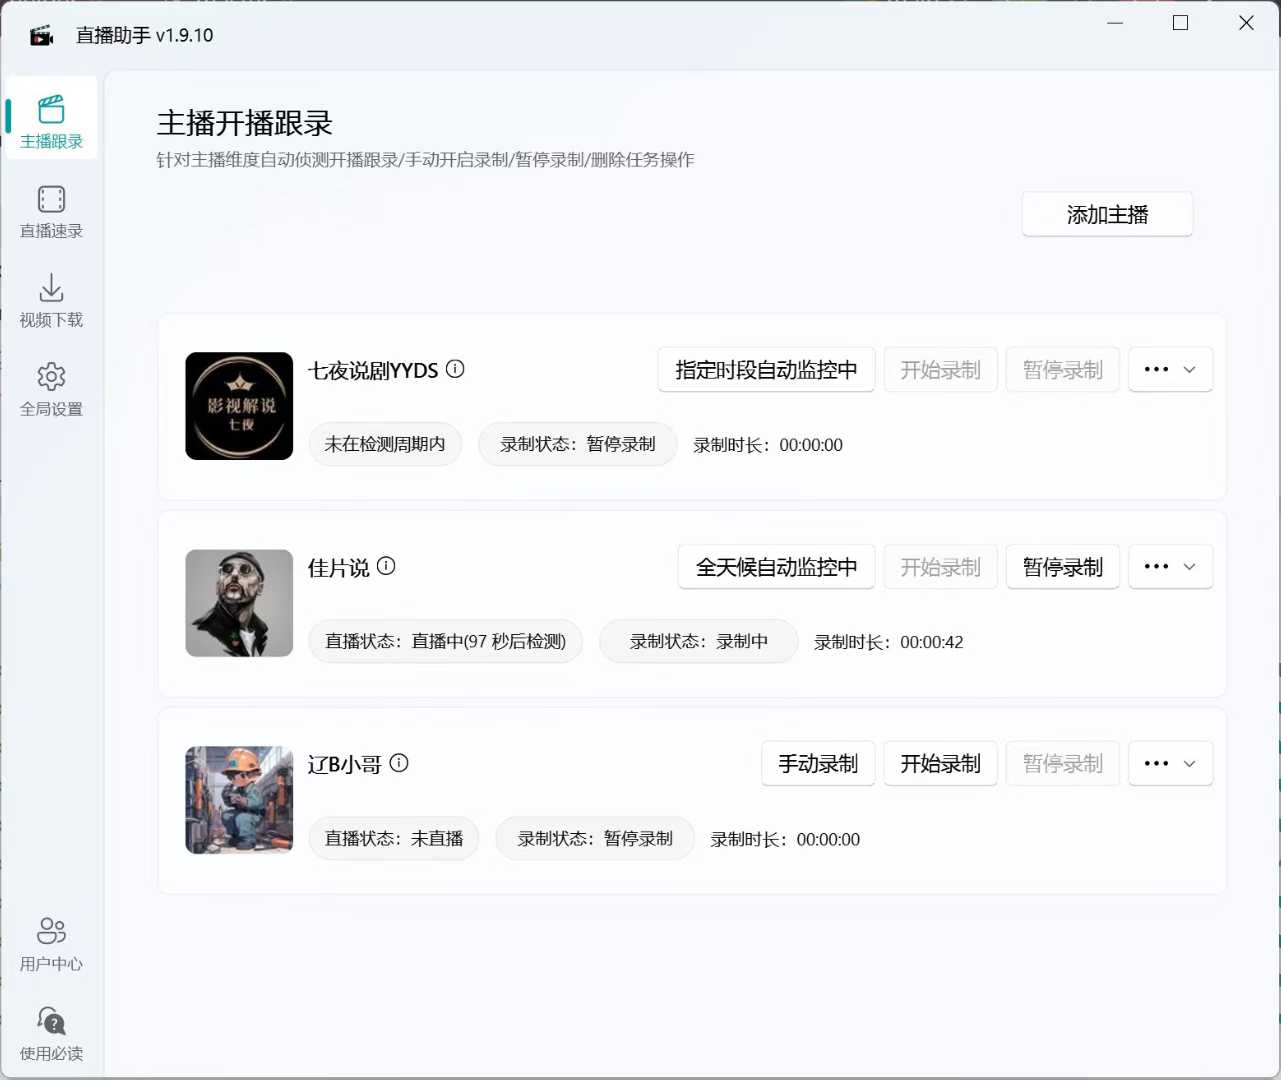 直播助手 v1.9.10
主播跟录
直播速录
视频下载
全局设置
用户中心
使用必读
主播开播跟录
针对主播维度自动侦测开播跟录/手动开启录制/暂停录制/删除任务操作
添加主播
影视解说
七夜
七夜说剧YYDS
指定时段自动监控中
开始录制
暂停录制
未在检测周期内
录制状态：暂停录制
录制时长：00:00:00
佳片说
全天候自动监控中
开始录制
暂停录制
直播状态：直播中(97 秒后检测)
录制状态：录制中
录制时长：00:00:42
辽B小哥
手动录制
开始录制
暂停录制
直播状态：未直播
录制状态：暂停录制
录制时长：00:00:00